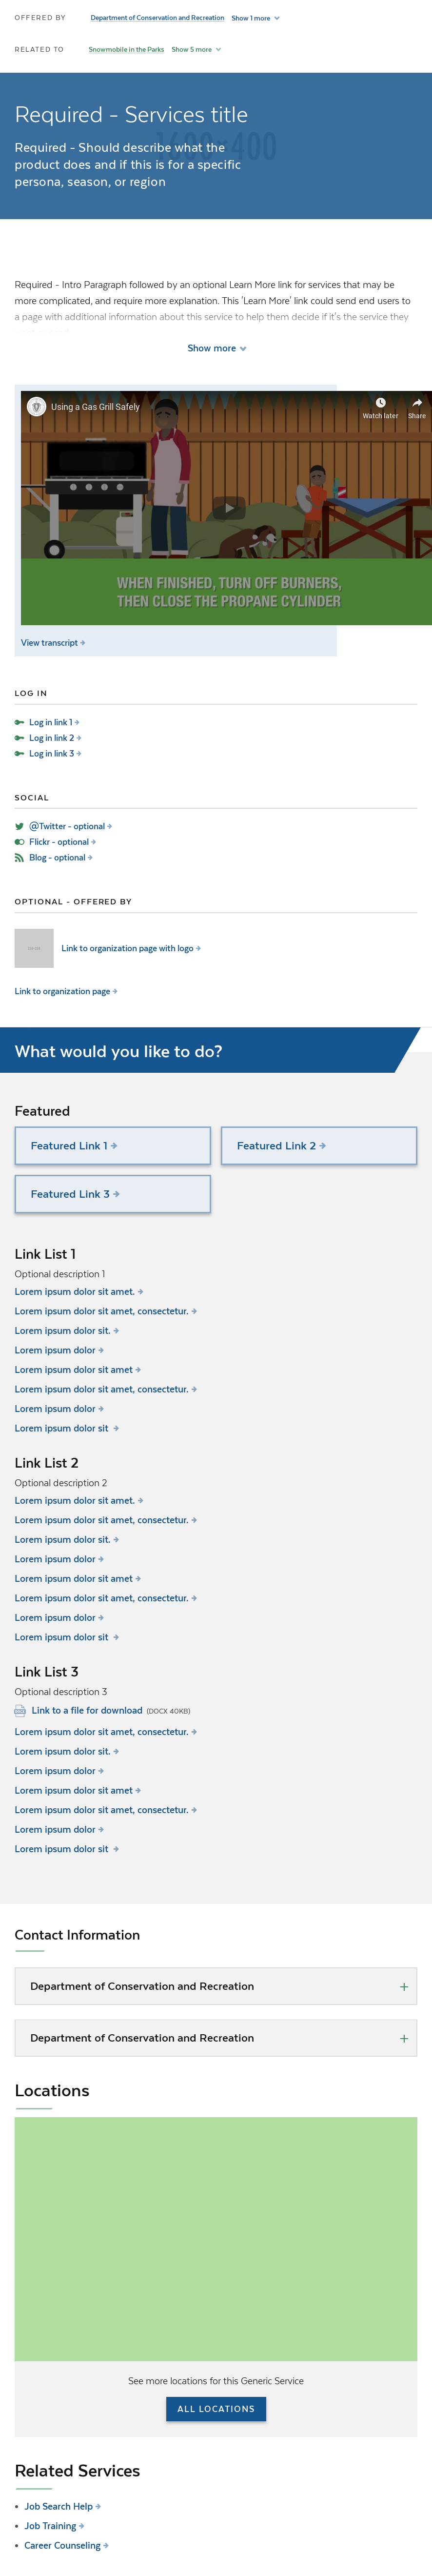 OFFERED BY Department of Conservation and Recreation Show 1 more
RELATED TO Snowmobile in the Parks Show 5 more
Required - Services title
1600x400
Required - Should describe what the
product does and if this is for a specific
persona, season, or region
Required - Intro Paragraph followed by an optional Learn More link for services that may be
more complicated, and require more explanation. This 'Learn More' link could send end users to
a page with additional information about this service to help them decide if it's the service they
Show more
Using a Gas Grill Safely
Watch later Share
WHEN FINISHED, TURN OFF BURNERS,
THEN CLOSE THE PROPANE CYLINDER
View transcript
LOG IN
Log in link 1
Log in link 2
Log in link 3
SOCIAL
@Twitter - optional
Flickr - optional
Blog - optional
OPTIONAL - OFFERED BY
Link to organization page with logo
Link to organization page
What would you like to do?
Featured
Featured Link 1 Featured Link 2
Featured Link 3
Link List 1
Optional description 1
Lorem ipsum dolor sit amet.
Lorem ipsum dolor sit amet, consectetur.
Lorem ipsum dolor sit.
Lorem ipsum dolor
Lorem ipsum dolor sit amet
Lorem ipsum dolor sit amet, consectetur.
Lorem ipsum dolor
Lorem ipsum dolor sit
Link List 2
Optional description 2
Lorem ipsum dolor sit amet.
Lorem ipsum dolor sit amet, consectetur.
Lorem ipsum dolor sit.
Lorem ipsum dolor
Lorem ipsum dolor sit amet
Lorem ipsum dolor sit amet, consectetur.
Lorem ipsum dolor
Lorem ipsum dolor sit
Link List 3
Optional description 3
Link to a file for download (DOCX 40KB)
Lorem ipsum dolor sit amet, consectetur.
Lorem ipsum dolor sit.
Lorem ipsum dolor
Lorem ipsum dolor sit amet
Lorem ipsum dolor sit amet, consectetur.
Lorem ipsum dolor
Lorem ipsum dolor sit
Contact Information
Department of Conservation and Recreation
Department of Conservation and Recreation
Locations
See more locations for this Generic Service
ALL LOCATIONS
Related Services
Job Search Help
Job Training
Career Counseling